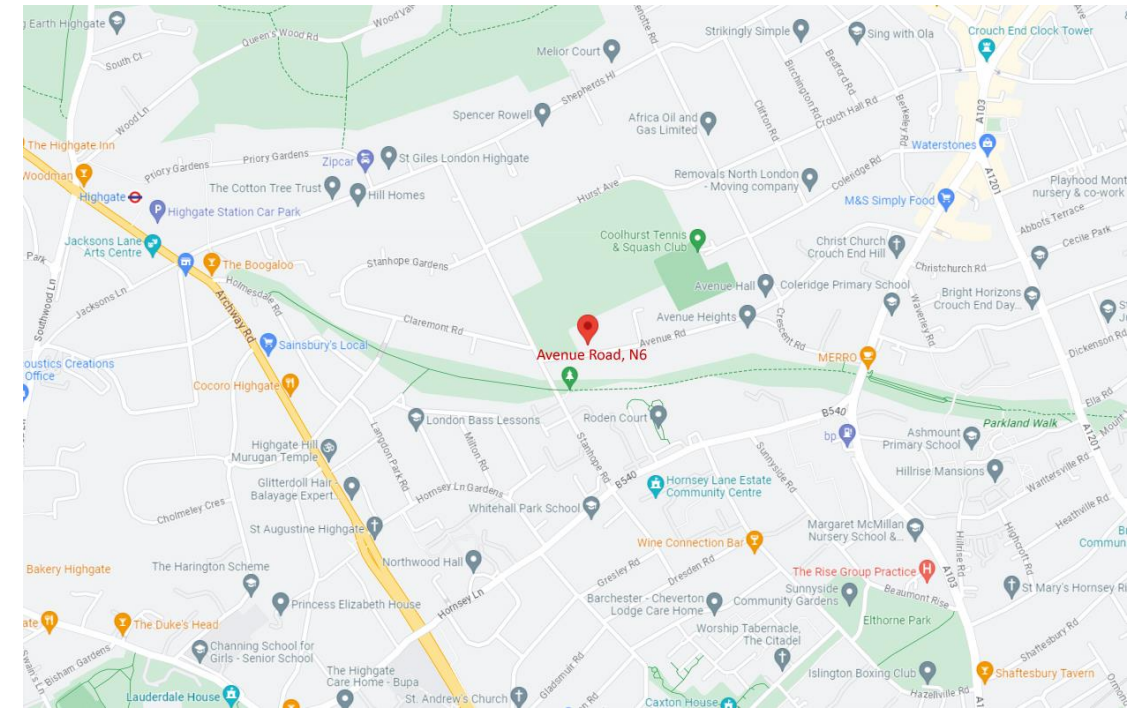 g Earth Highgate
Wood Va
Queen's Wood Rd
South Cl
Melior Court
Strikingly Simple
Sing with Ola
Crouch End Clock Tower
Shepherds Hl
Birchington Rd
Bedford Rd
Berkeley Rd
Wood Ln
Spencer Rowell
Africa Oil and
Gas Limited
Clifton Rd
Crouch Hall Rd
A103
The Highgate Inn
Woodman
Priory Gardens
Priory Gardens
Zipcar
St Giles London Highgate
Waterstones
A1201
The Cotton Tree Trust
Hill Homes
Removals North London
- Moving company
Coleridge Rd
Playhood Mont
nursery & co-work
Highgate
Highgate Station Car Park
Hurst Ave
M&S Simply Food
Abbots Terrace
Jacksons Lane
Arts Centre
Coolhurst Tennis
& Squash Club
Christ Church
Crouch End Hill
Cecile Park
Park
The Boogaloo
Stanhope Gardens
Christchurch Rd
Jacksons Ln
Southwood Ln
Holmesdale Rd
Avenue Hall
Coleridge Primary School
Bright Horizons
Crouch End Day...
Archway Rd
Claremont Rd
Avenue Heights
Crescent Rd
Waverley Rd
Avenue Rd
Dickenson Rd
Sainsbury's Local
Avenue Road, N6
MERRO
oustics Creations
Office
Cocoro Highgate
Ella Rd
Mount
London Bass Lessons
Roden Court
B540
Parkland Walk
bp
Ashmount
Primary School
A1201
Highgate Hill
Murugan Temple
Langdon Park Rd
Milton Rd
Stanhope Rd
Sunnyside Rd
Hillrise Mansions
B540
Glitterdoll Hair -
Balayage Expert...
Hornsey Ln Gardens
Hornsey Lane Estate
Community Centre
Heathville Rd
Cholmeley Cres
Whitehall Park School
St Augustine Highgate
Margaret McMillan
Nursery School &...
Hillrise Rd
Highcroft Rd
Commun
Wine Connection Bar
Bakery Highgate
The Harington Scheme
Northwood Hall
Gresley Rd
Dresden Rd
The Rise Group Practice
A103
Princess Elizabeth House
Hornsey Ln
Barchester - Cheverton
Lodge Care Home
Sunnyside
Community Gardens
Beaumont Rise
St Mary's Hornsey Ri
The Duke's Head
Elthorne Park
Worship Tabernacle,
The Citadel
Channing School for
Girls - Senior School
Shaftesbury Rd
Swain's Ln
Bisham Gardens
The Highgate
Care Home - Bupa
Gladsmuir Rd
Islington Boxing Club
Shaftesbury Tavern
Lauderdale House
St. Andrew's Church
Caxton House
Hazellville Rd